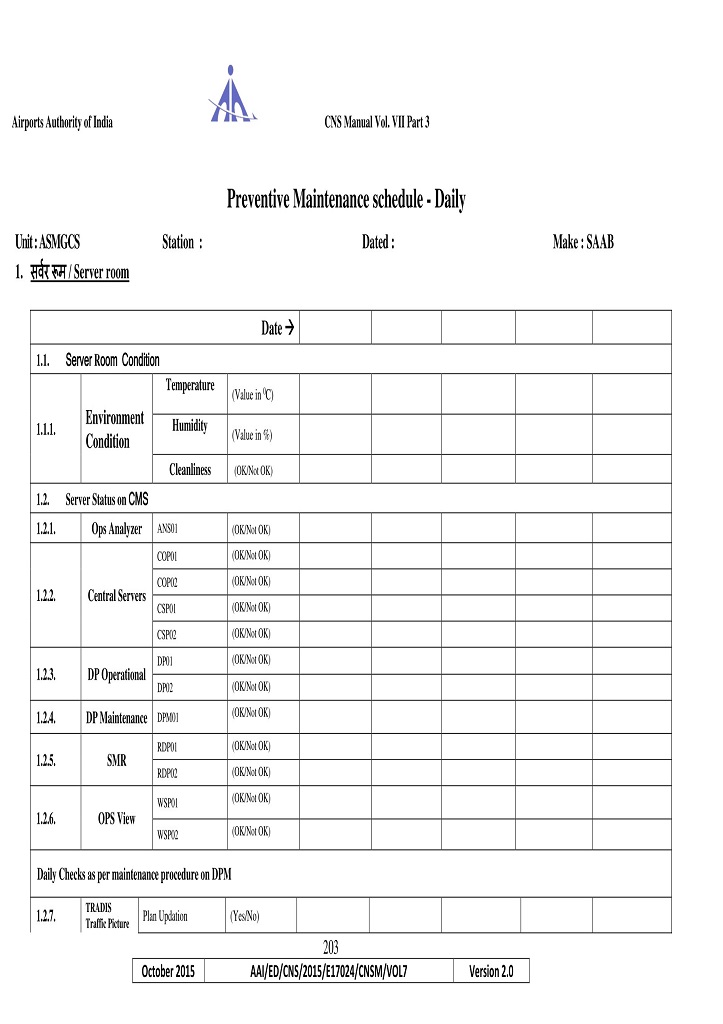 Airports Authority of India CNS Manual Vol. VII Part 3
Preventive Maintenance schedule - Daily
Unit : ASMGCS Station : Dated : Make : SAAB
1. सर्वर रूम / Server room
Date →
1.1. Server Room Condition
1.1.1. Environment Condition Temperature (Value in ⁰C)
Humidity (Value in %)
Cleanliness (OK/Not OK)
1.2. Server Status on CMS
1.2.1. Ops Analyzer ANS01 (OK/Not OK)
1.2.2. Central Servers COP01 (OK/Not OK)
COP02 (OK/Not OK)
CSP01 (OK/Not OK)
CSP02 (OK/Not OK)
1.2.3. DP Operational DP01 (OK/Not OK)
DP02 (OK/Not OK)
1.2.4. DP Maintenance DPM01 (OK/Not OK)
1.2.5. SMR RDP01 (OK/Not OK)
RDP02 (OK/Not OK)
1.2.6. OPS View WSP01 (OK/Not OK)
WSP02 (OK/Not OK)
Daily Checks as per maintenance procedure on DPM
1.2.7. TRADIS Traffic Picture Plan Updation (Yes/No)
203
October 2015 AAI/ED/CNS/2015/E17024/CNSM/VOL7 Version 2.0